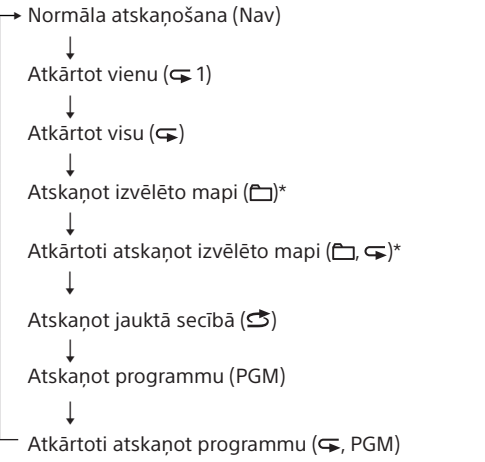 Normāla atskaņošana (Nav)
Atkārtot vienu (1)
Atkārtot visu ()
Atskaņot izvēlēto mapi ()*
Atkārtoti atskaņot izvēlēto mapi (, )*
Atskaņot jauktā secībā ()
Atskaņot programmu (PGM)
Atkārtoti atskaņot programmu (, PGM)